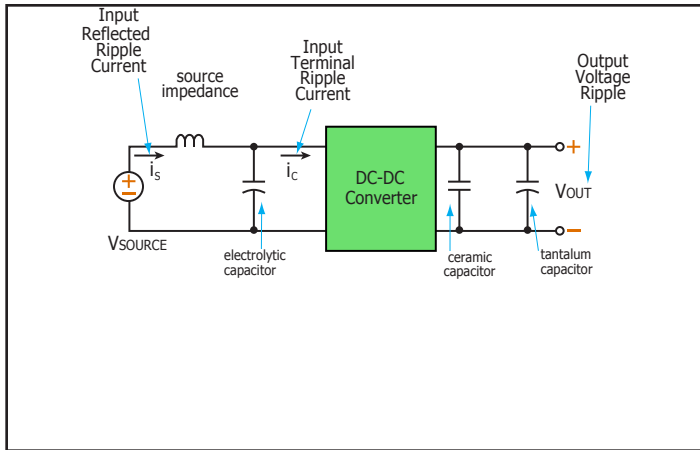 Input
Reflected
Ripple
Current
source
impedance
Input
Terminal
Ripple
Current
Output
Voltage
Ripple
iS
iC
DC-DC
Converter
+
−
VSOURCE
electrolytic
capacitor
ceramic
capacitor
tantalum
capacitor
+
VOUT
−